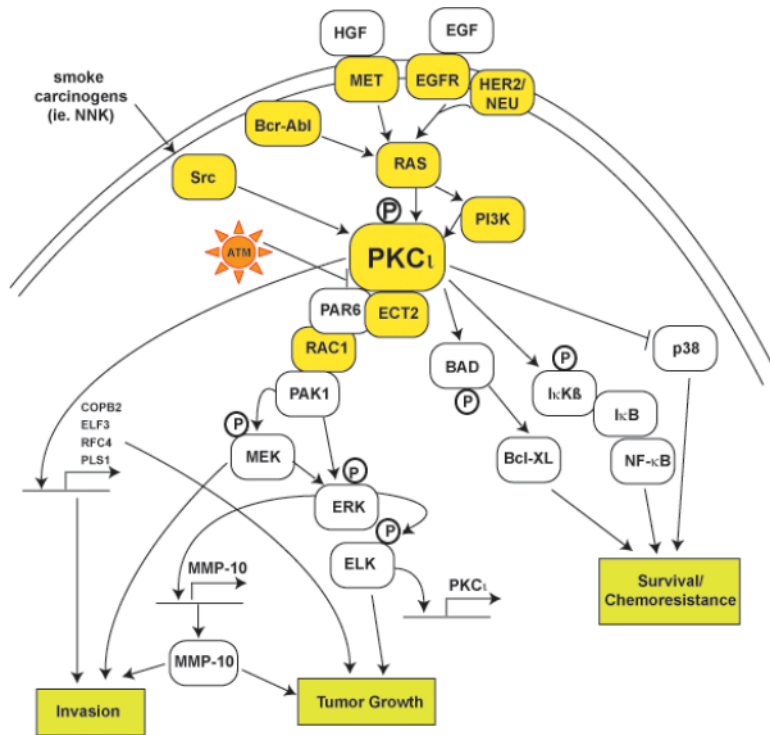 HGF
EGF
smoke
carcinogens
(ie. NNK)
MET
EGFR
HER2/
NEU
Bcr-Abl
RAS
Src
PI3K
P
ATM
PKCι
PAR6
ECT2
RAC1
p38
BAD
P
P
IκKß
PAK1
IκB
COPB2
ELF3
RFC4
PLS1
P
MEK
Bcl-XL
NF-κB
P
ERK
P
ELK
MMP-10
PKCι
Survival/
Chemoresistance
MMP-10
Invasion
Tumor Growth